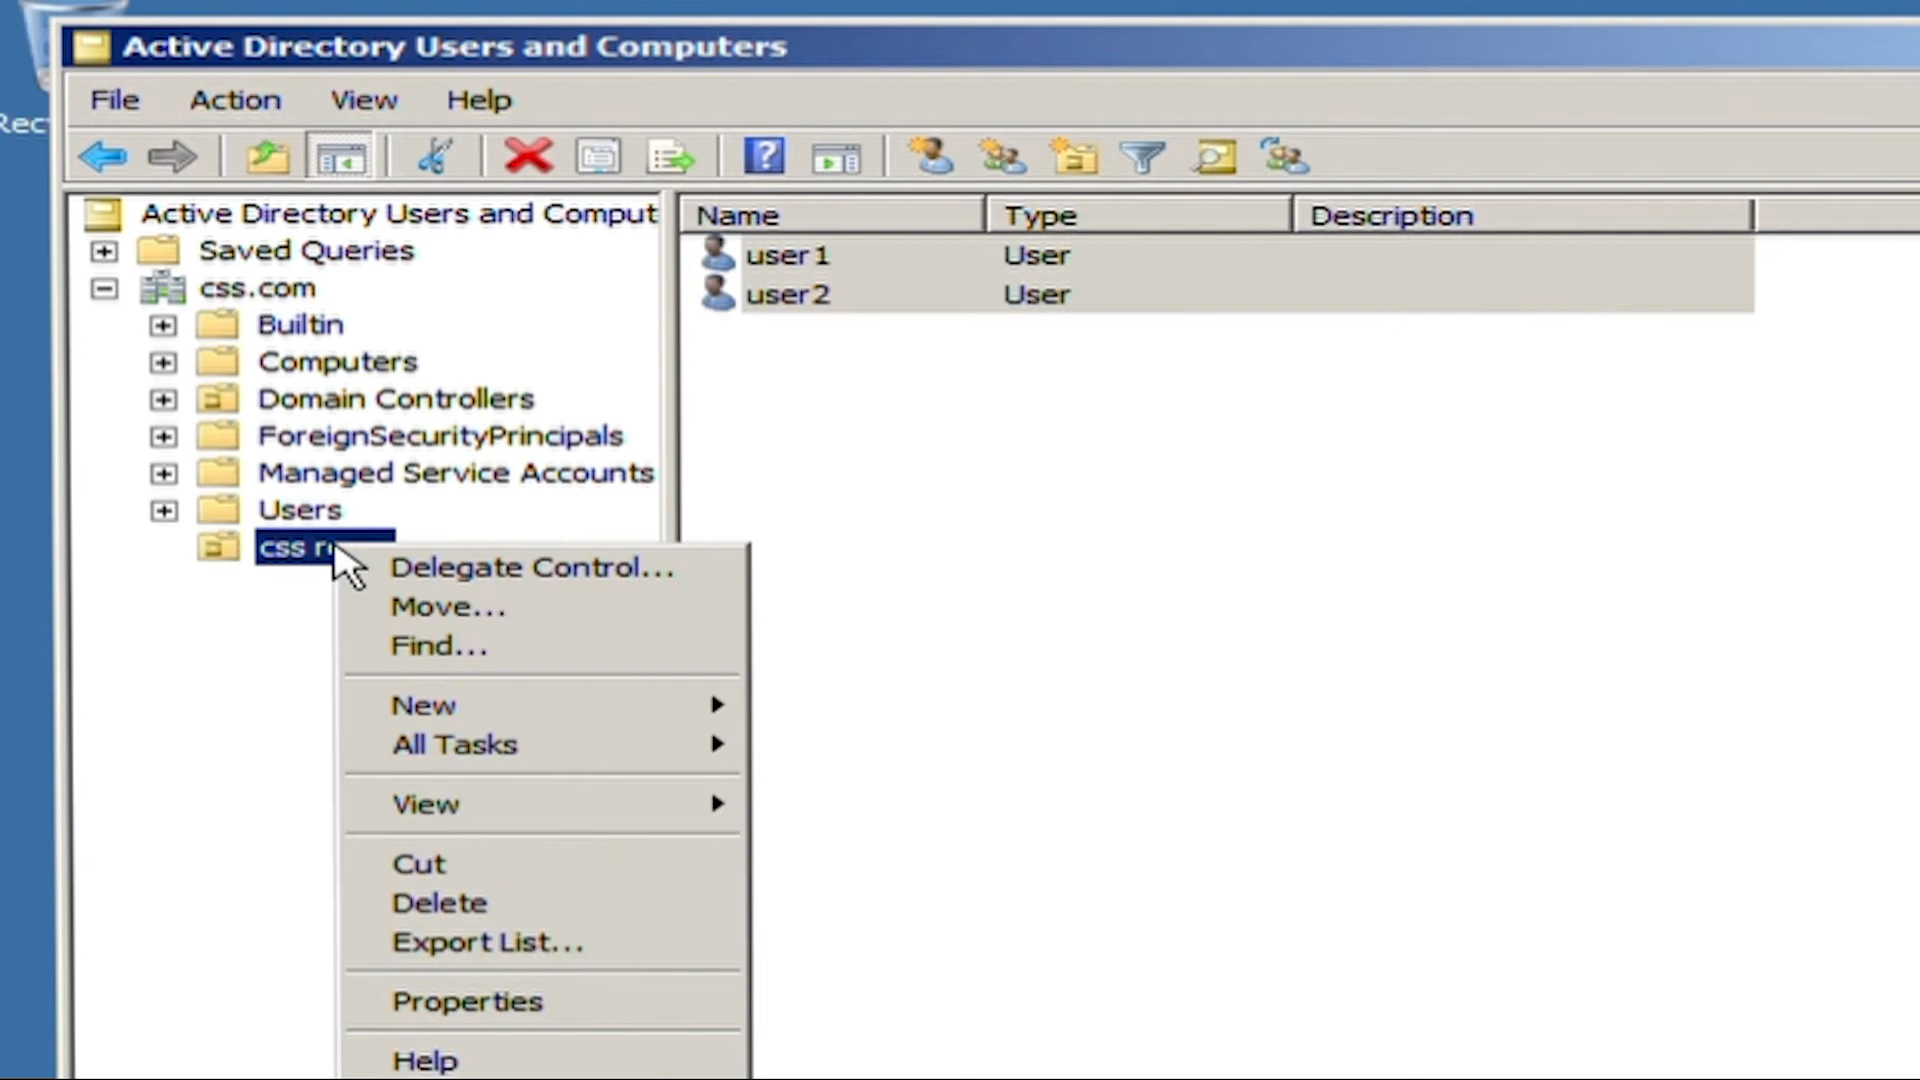 Active Directory Users and Computers
File Action View Help
Active Directory Users and Comput
Saved Queries
css.com
Builtin
Computers
Domain Controllers
ForeignSecurityPrincipals
Managed Service Accounts
Users
css
Name Type Description
user1 User
user2 User
Delegate Control...
Move...
Find...
New
All Tasks
View
Cut
Delete
Export List...
Properties
Help